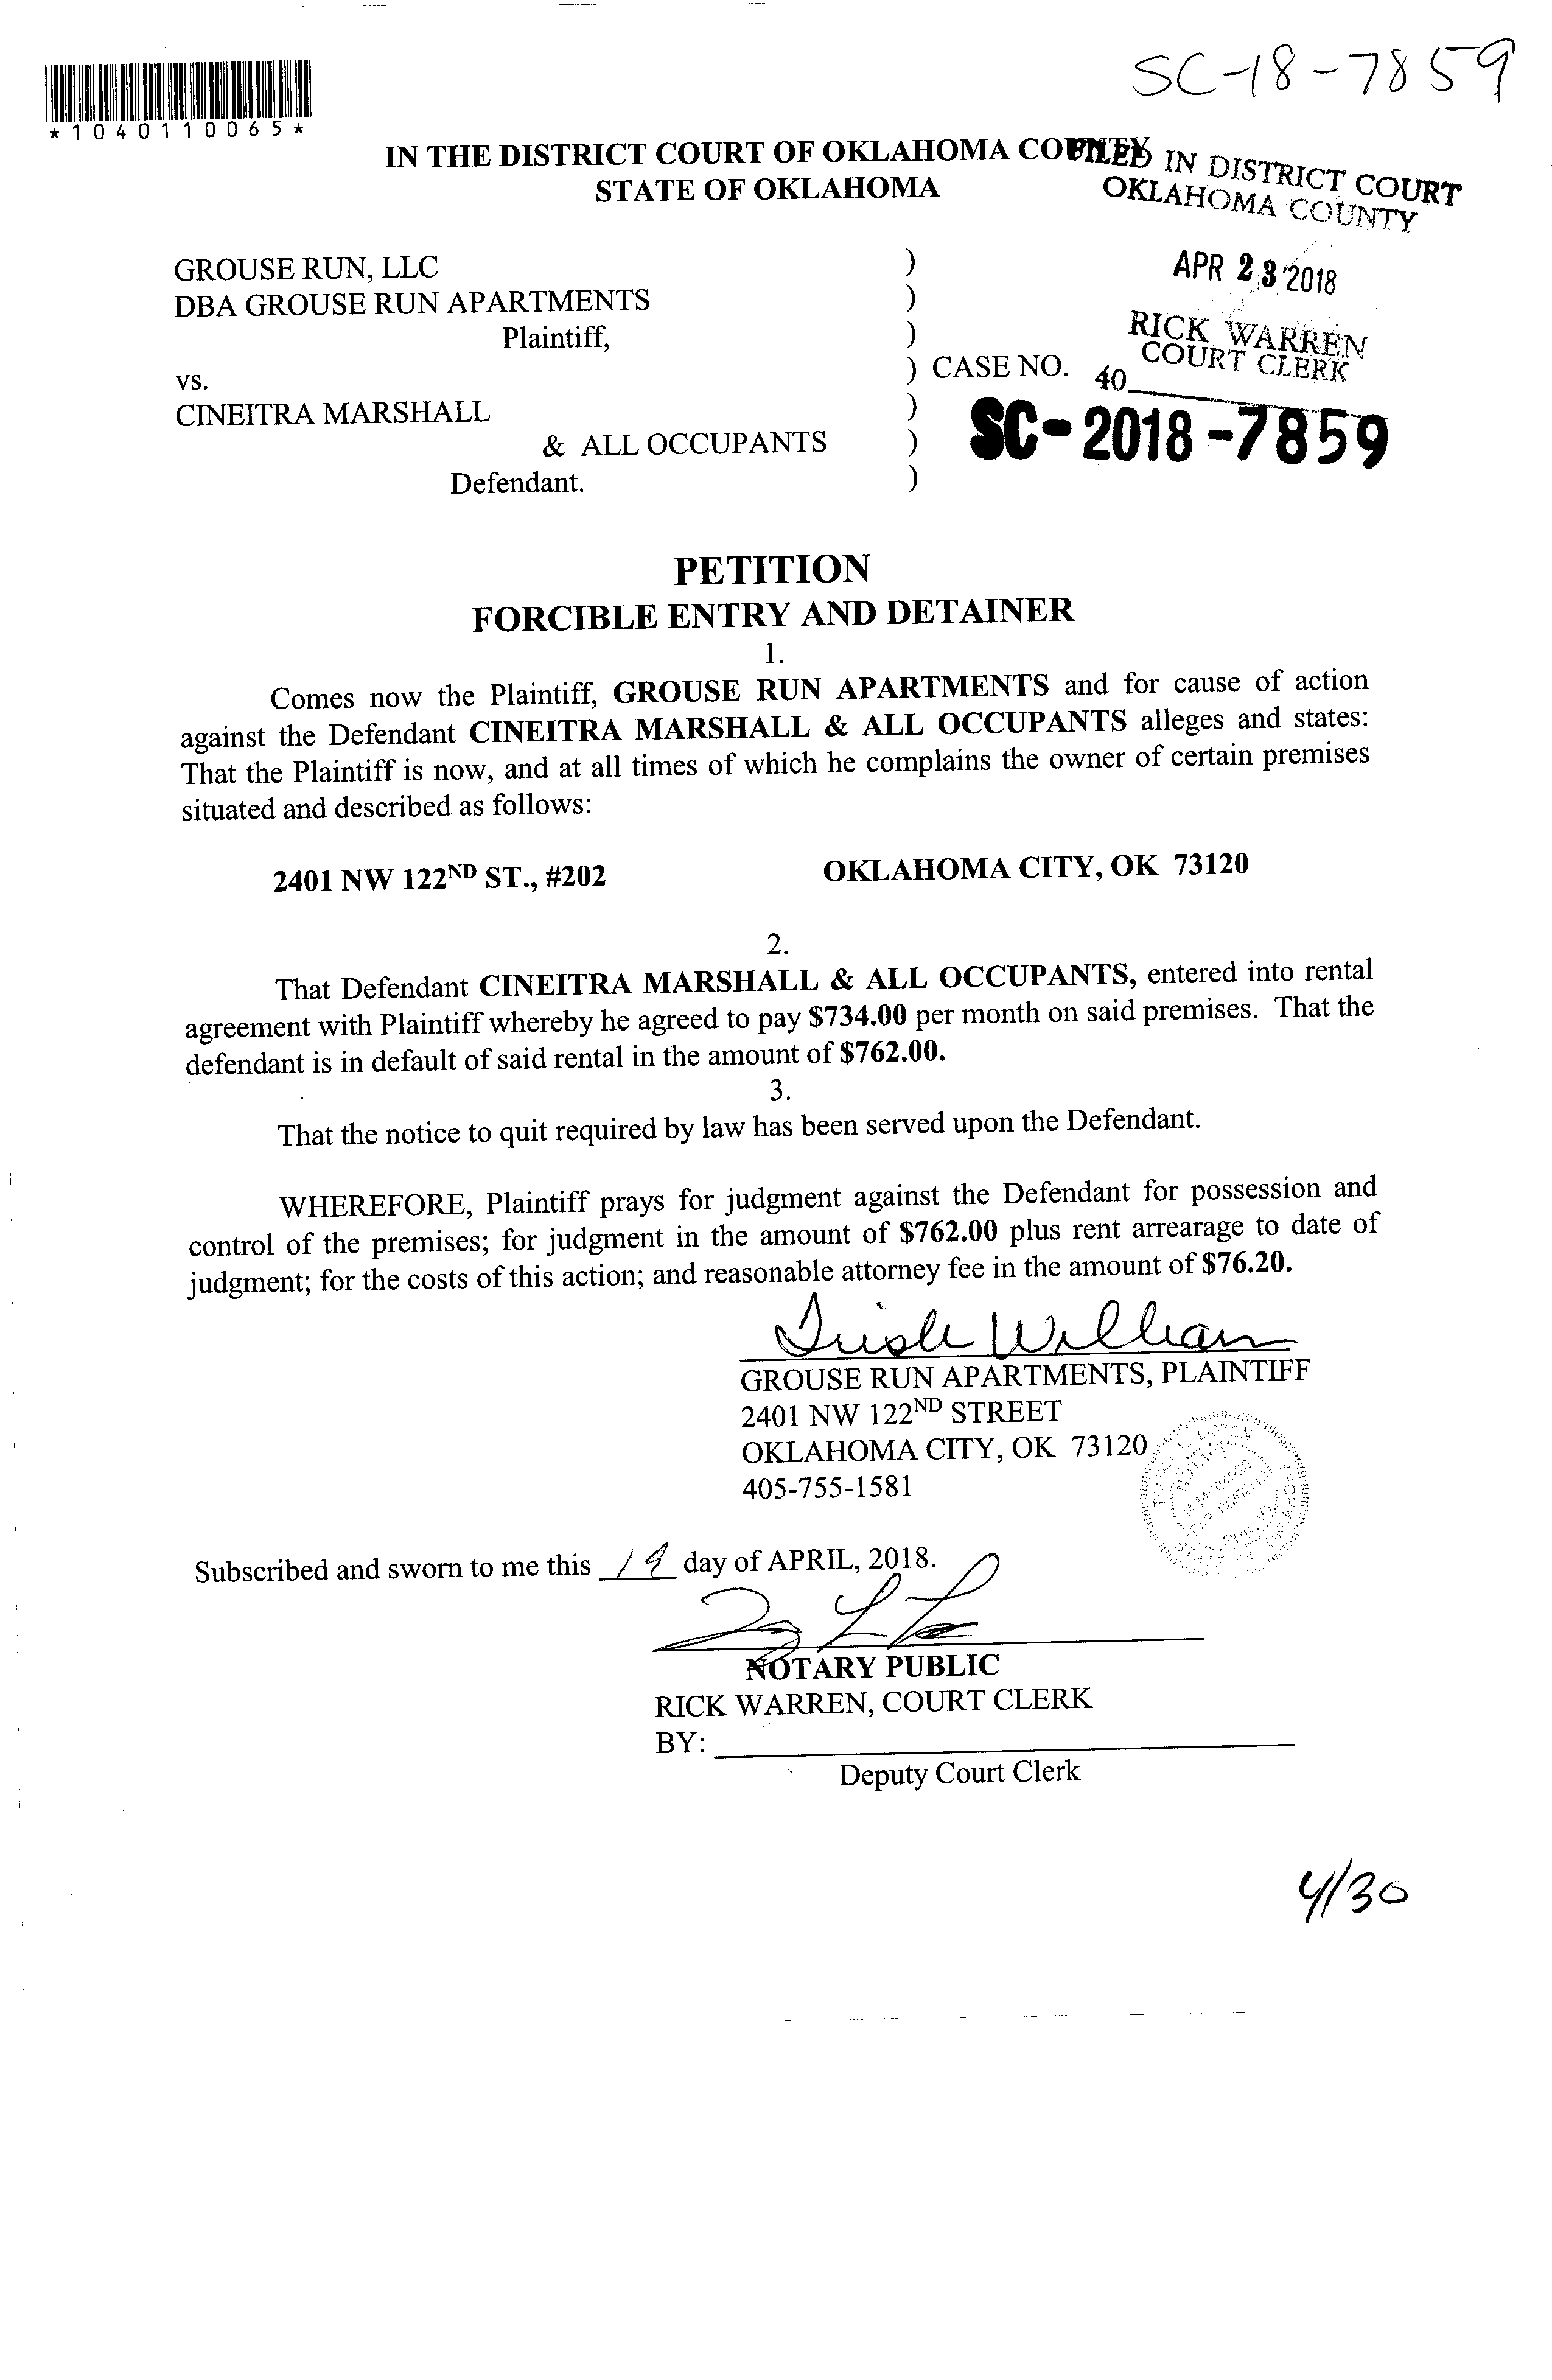 SC-18-7859
*1040110065*
IN THE DISTRICT COURT OF OKLAHOMA COUNTY
STATE OF OKLAHOMA
FILED IN DISTRICT COURT
OKLAHOMA COUNTY
APR 23 2018
RICK WARREN
COURT CLERK
40
GROUSE RUN, LLC )
DBA GROUSE RUN APARTMENTS )
Plaintiff, )
) CASE NO.
vs.
CINEITRA MARSHALL )
SC-2018-7859
& ALL OCCUPANTS )
Defendant. )
PETITION
FORCIBLE ENTRY AND DETAINER
1.
Comes now the Plaintiff, GROUSE RUN APARTMENTS and for cause of action
against the Defendant CINEITRA MARSHALL & ALL OCCUPANTS alleges and states:
That the Plaintiff is now, and at all times of which he complains the owner of certain premises
situated and described as follows:
2401 NW 122ND ST., #202 OKLAHOMA CITY, OK 73120
2.
That Defendant CINEITRA MARSHALL & ALL OCCUPANTS, entered into rental
agreement with Plaintiff whereby he agreed to pay $734.00 per month on said premises. That the
defendant is in default of said rental in the amount of $762.00.
3.
That the notice to quit required by law has been served upon the Defendant.
WHEREFORE, Plaintiff prays for judgment against the Defendant for possession and
control of the premises; for judgment in the amount of $762.00 plus rent arrearage to date of
judgment; for the costs of this action; and reasonable attorney fee in the amount of $76.20.
GROUSE RUN APARTMENTS, PLAINTIFF
2401 NW 122ND STREET
OKLAHOMA CITY, OK 73120
405-755-1581
NOTARY
PUBLIC
STATE OF OKLAHOMA
Subscribed and sworn to me this 19 day of APRIL, 2018.
NOTARY PUBLIC
RICK WARREN, COURT CLERK
BY:
Deputy Court Clerk
4/30